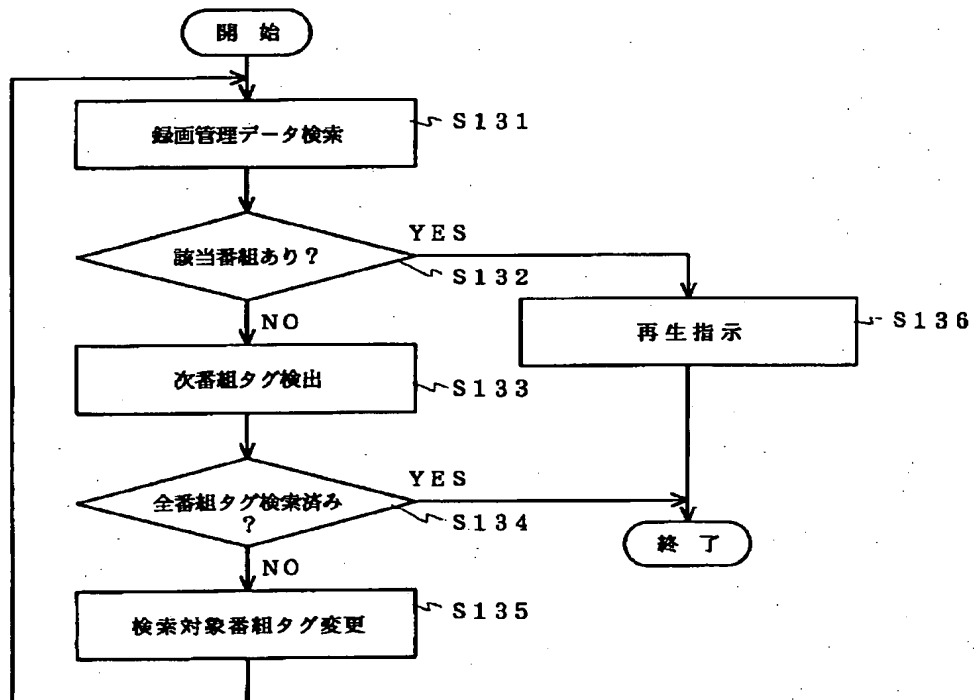 開 始
録画管理データ検索
S131
該当番組あり？
YES
S132
NO
再生指示
S136
次番組タグ検出
S133
全番組タグ検索済み
？
YES
S134
終 了
NO
検索対象番組タグ変更
S135